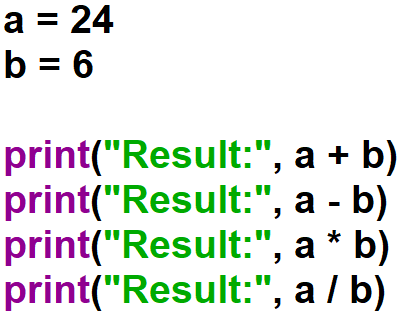 a = 24
b = 6
print("Result:", a + b)
print("Result:", a - b)
print("Result:", a * b)
print("Result:", a / b)